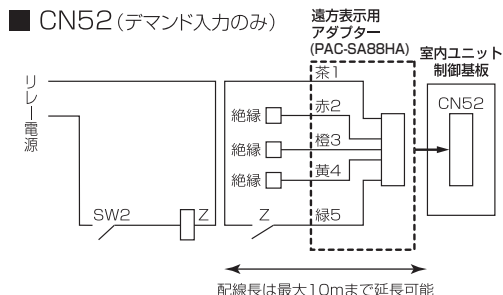 ■ CN52(デマンド入力のみ)
遠方表示用
アダプター
(PAC-SA88HA)
室内ユニット
制御基板
CN52
リレー電源
茶1
絶縁 赤2
絶縁 橙3
絶縁 黄4
SW2 Z Z 緑5
配線長は最大10mまで延長可能